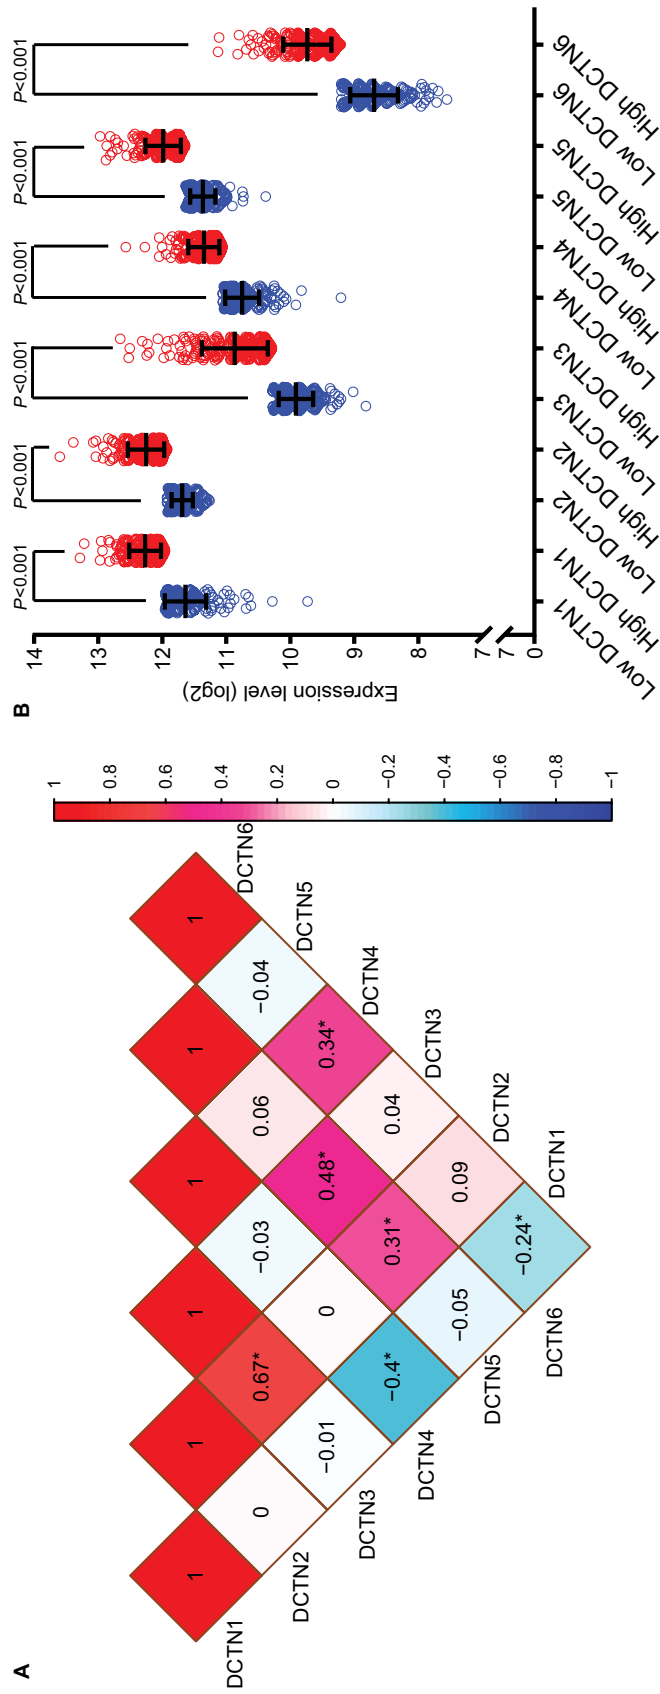 A
1
1
1
1
1
1
0
0.67*
−0.03
0.06
−0.04
−0.01
0
0.48*
0.34*
−0.4*
0.31*
0.04
−0.05
0.09
−0.24*
DCTN1
DCTN2
DCTN3
DCTN4
DCTN5
DCTN6
DCTN6
DCTN5
DCTN4
DCTN3
DCTN2
DCTN1
1
0.8
0.6
0.4
0.2
0
−0.2
−0.4
−0.6
−0.8
−1
B
Expression level (log2)
14
13
12
11
10
9
8
7
7
0
P<0.001
P<0.001
P<0.001
P<0.001
P<0.001
P<0.001
Low DCTN1
High DCTN1
Low DCTN2
High DCTN2
Low DCTN3
High DCTN3
Low DCTN4
High DCTN4
Low DCTN5
High DCTN5
Low DCTN6
High DCTN6